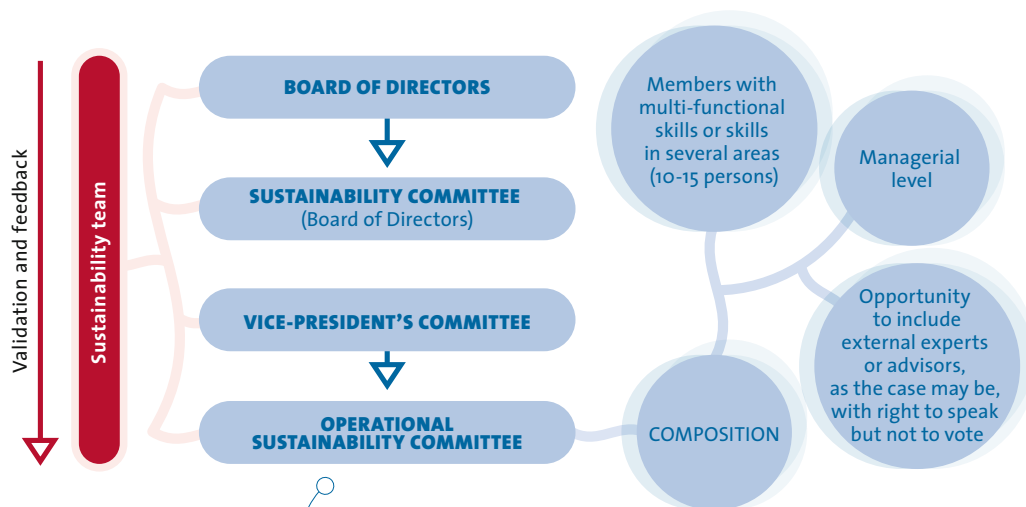 Validation and feedback
Sustainability team
BOARD OF DIRECTORS
SUSTAINABILITY COMMITTEE
(Board of Directors)
VICE-PRESIDENT'S COMMITTEE
OPERATIONAL
SUSTAINABILITY COMMITTEE
COMPOSITION
Members with
multi-functional
skills or skills
in several areas
(10-15 persons)
Managerial
level
Opportunity
to include
external experts
or advisors,
as the case may be,
with right to speak
but not to vote